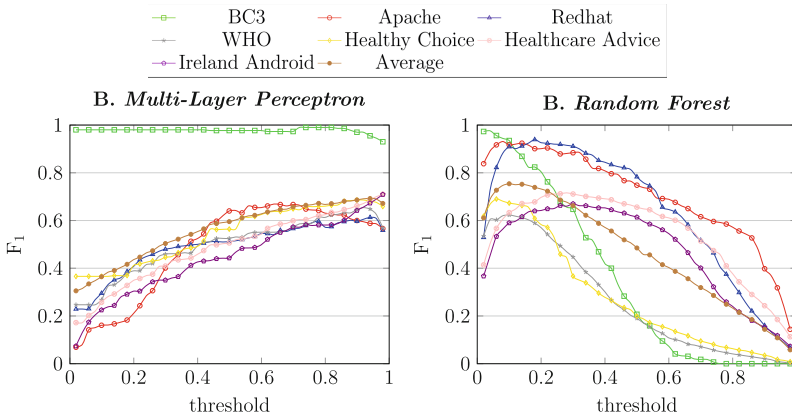 BC3 Apache Redhat
WHO Healthy Choice Healthcare Advice
Ireland Android Average
B. Multi-Layer Perceptron
1
0.8
0.6
0.4
0.2
0
F1
0 0.2 0.4 0.6 0.8 1
threshold
B. Random Forest
1
0.8
0.6
0.4
0.2
0
F1
0 0.2 0.4 0.6 0.8
threshold